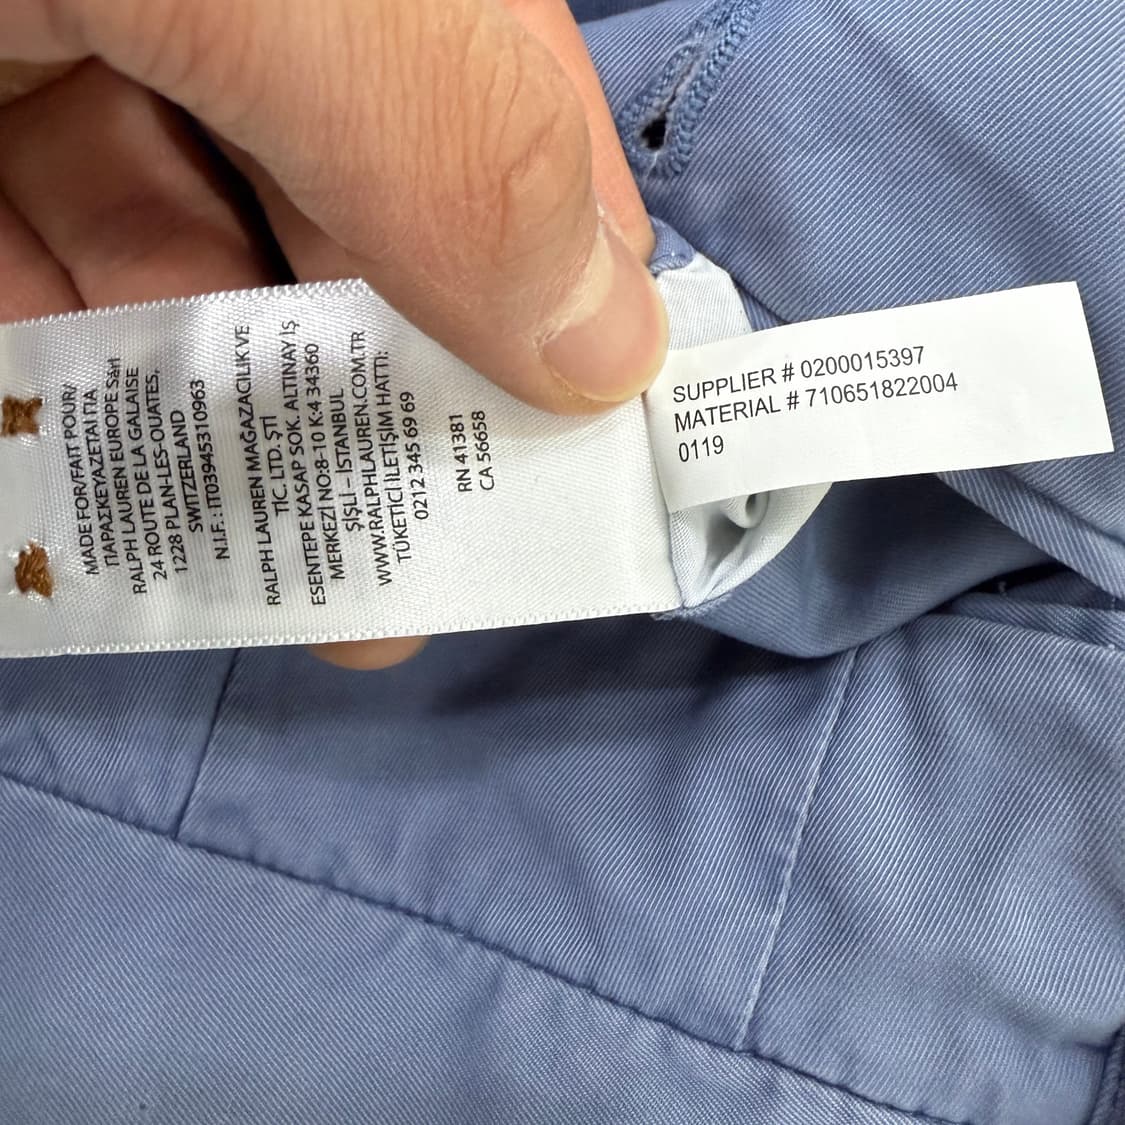 MADE FOR/FAIT POUR/
ΠΑΡΑΣΚΕΥΑΖΕΤΑΙ ΓΙΑ
RALPH LAUREN EUROPE Sàrl
24 ROUTE DE LA GALAISE
1228 PLAN-LES-OUATES,
SWITZERLAND
N.I.F.: IT03945310963
RALPH LAUREN MAĞAZACILIK VE
TİC. LTD. ŞTİ
ESENTEPE KASAP SOK. ALTINAY İŞ
MERKEZİ NO:8-10 K:4 34360
ŞİŞLİ – İSTANBUL
WWW.RALPHLAUREN.COM.TR
TÜKETİCİ İLETİŞİM HATTI:
0212 345 69 69
RN 41381
CA 56658
SUPPLIER # 0200015397
MATERIAL # 710651822004
0119